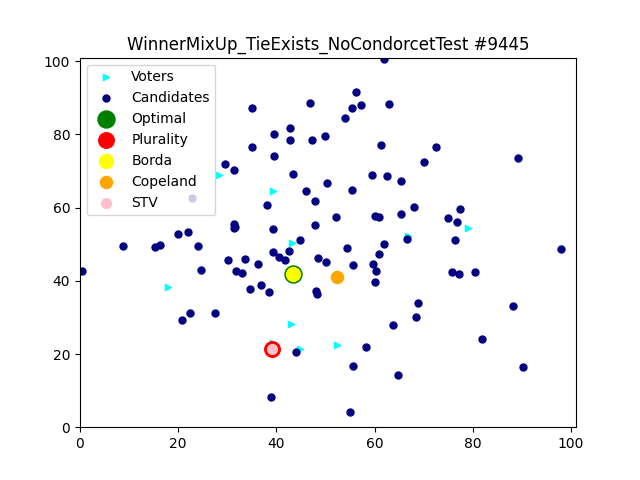 WinnerMixUp_TieExists_NoCondorcetTest #9445
100
80
60
40
20
0
Voters
Candidates
Optimal
Plurality
Borda
Copeland
STV
0 20 40 60 80 100